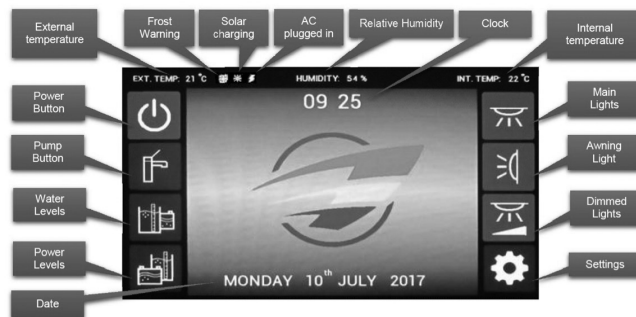 External temperature
Frost Warning
Solar charging
AC plugged in
Relative Humidity
Clock
Internal temperature
EXT. TEMP: 21 °C
HUMIDITY: 54 %
INT. TEMP: 22 °C
09 25
Power Button
Pump Button
Water Levels
Power Levels
Date
Main Lights
Awning Light
Dimmed Lights
Settings
MONDAY 10th JULY 2017